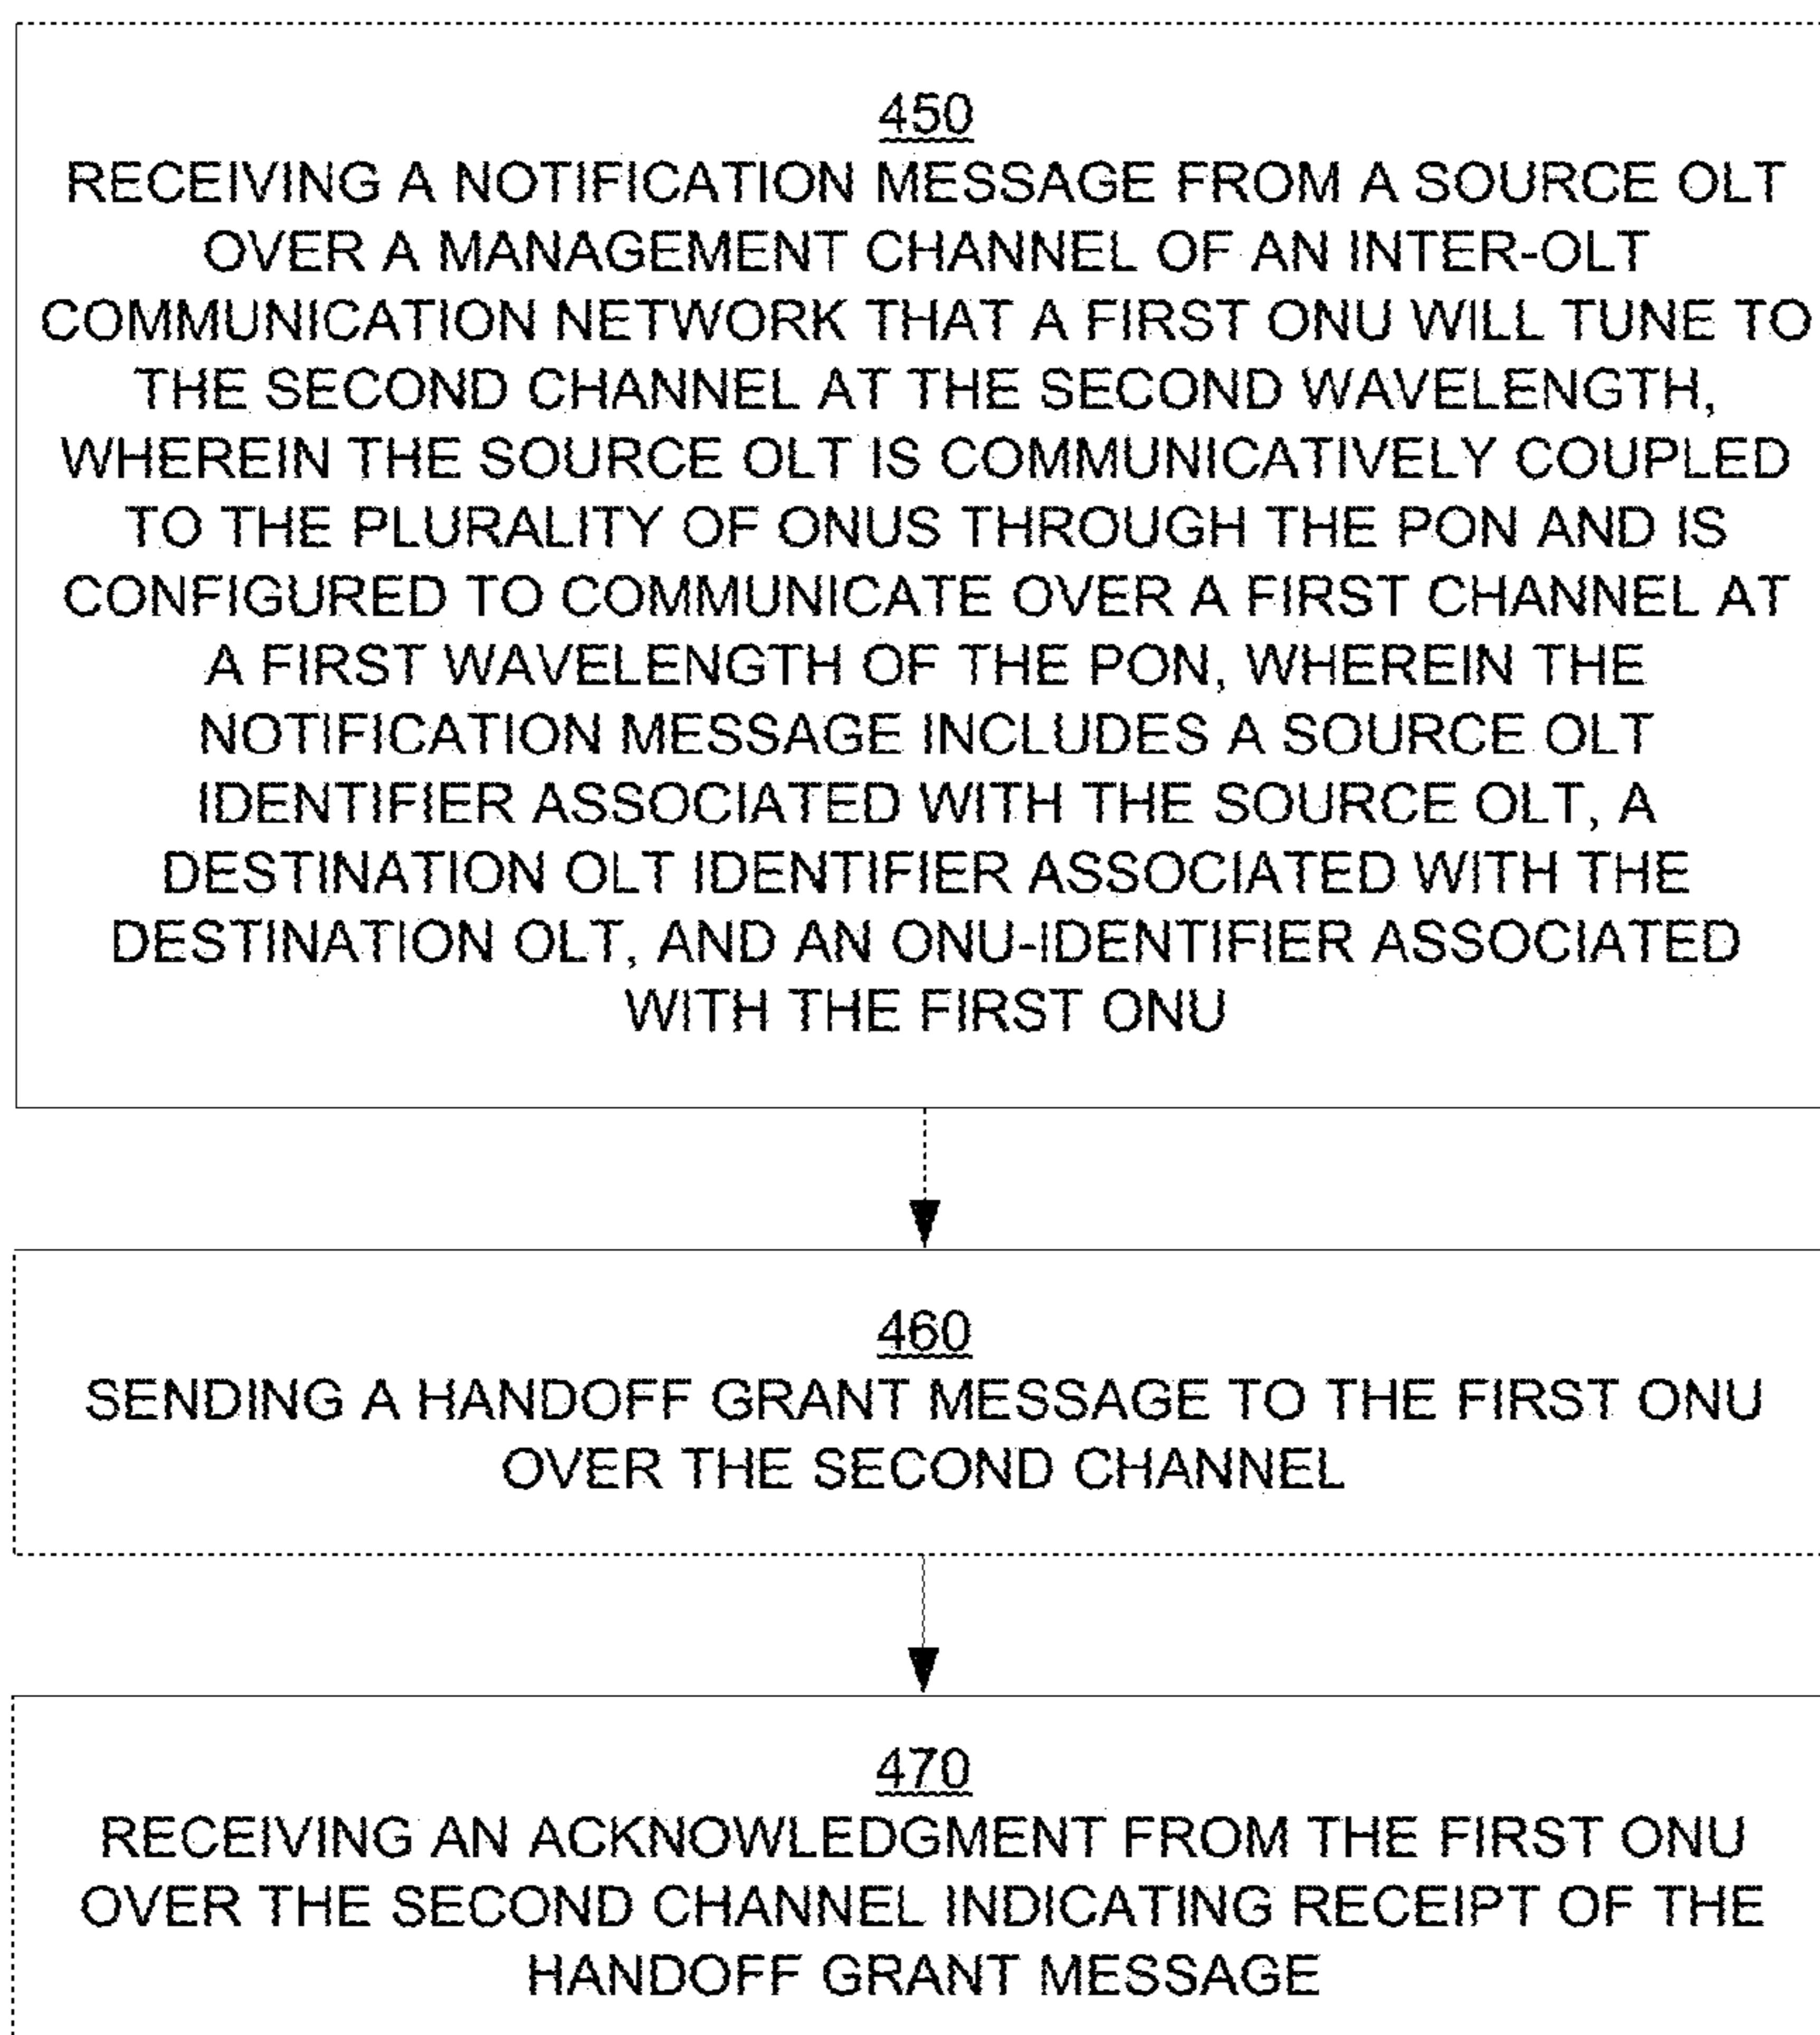 450
RECEIVING A NOTIFICATION MESSAGE FROM A SOURCE OLT
OVER A MANAGEMENT CHANNEL OF AN INTER-OLT
COMMUNICATION NETWORK THAT A FIRST ONU WILL TUNE TO
THE SECOND CHANNEL AT THE SECOND WAVELENGTH,
WHEREIN THE SOURCE OLT IS COMMUNICATIVELY COUPLED
TO THE PLURALITY OF ONUS THROUGH THE PON AND IS
CONFIGURED TO COMMUNICATE OVER A FIRST CHANNEL AT
A FIRST WAVELENGTH OF THE PON, WHEREIN THE
NOTIFICATION MESSAGE INCLUDES A SOURCE OLT
IDENTIFIER ASSOCIATED WITH THE SOURCE OLT, A
DESTINATION OLT IDENTIFIER ASSOCIATED WITH THE
DESTINATION OLT, AND AN ONU-IDENTIFIER ASSOCIATED
WITH THE FIRST ONU
460
SENDING A HANDOFF GRANT MESSAGE TO THE FIRST ONU
OVER THE SECOND CHANNEL
470
RECEIVING AN ACKNOWLEDGMENT FROM THE FIRST ONU
OVER THE SECOND CHANNEL INDICATING RECEIPT OF THE
HANDOFF GRANT MESSAGE